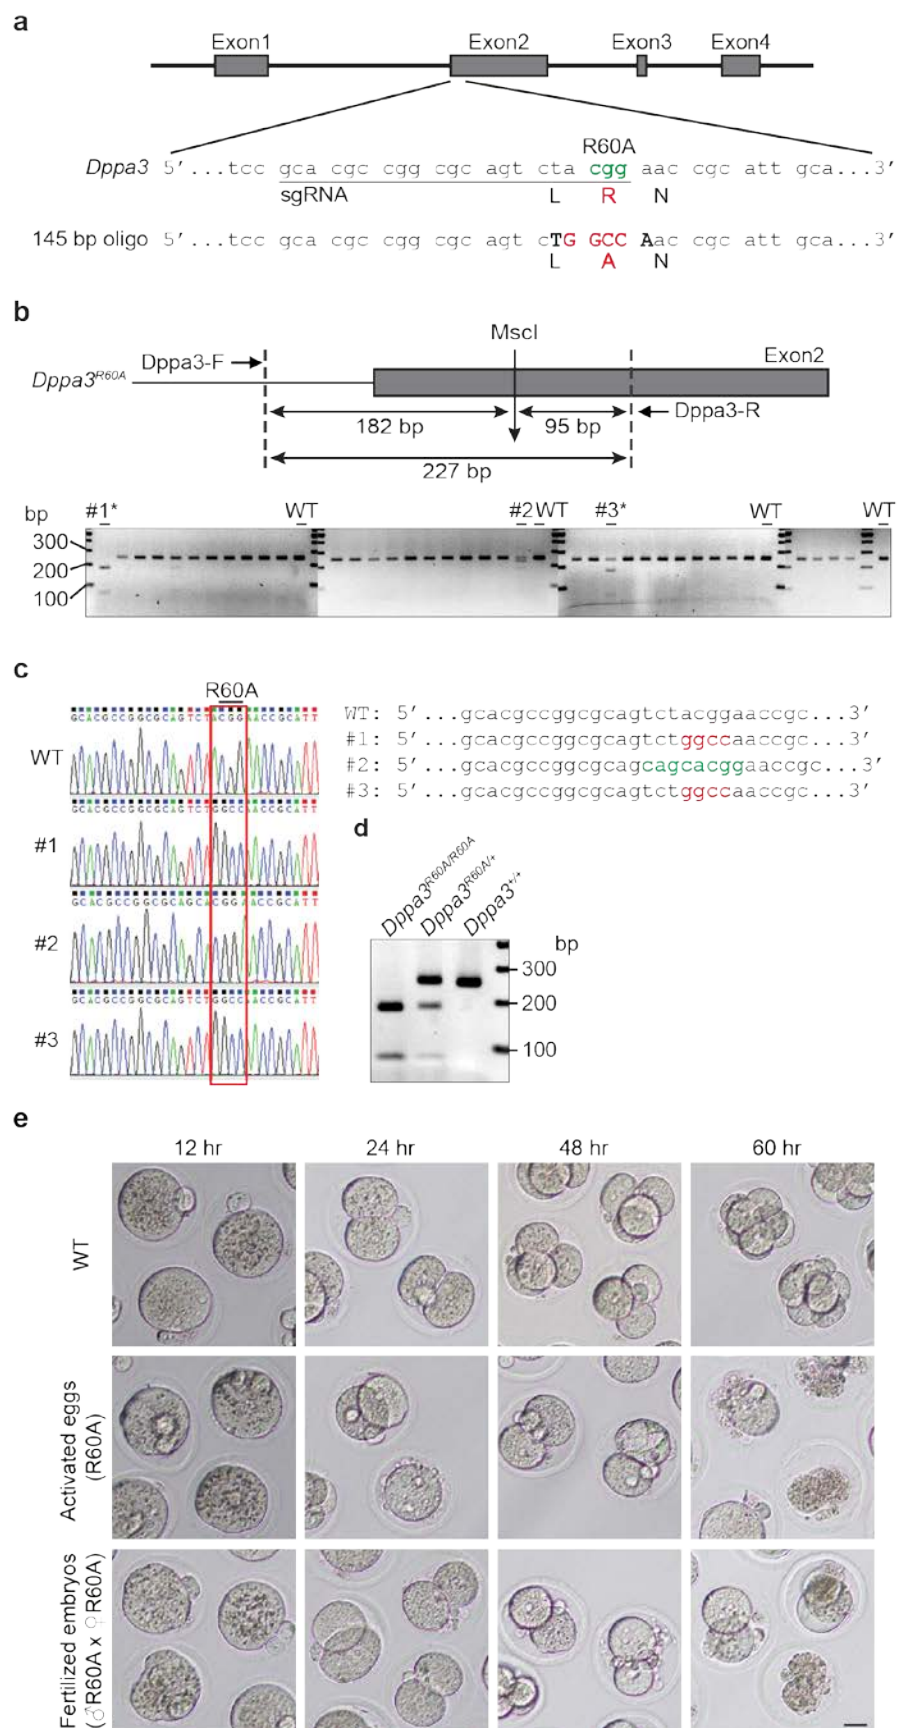 a
Exon1 Exon2 Exon3 Exon4
R60A
Dppa3 5’...tcc gca cgc cgg cgc agt cta cgg aac cgc att gca...3’
sgRNA L R N
145 bp oligo 5’...tcc gca cgc cgg cgc agt cTG GCC Aac cgc att gca...3’
L A N
b
MscI
Dppa3-F Exon2
Dppa3R60A
Dppa3-R
182 bp 95 bp
227 bp
bp #1* WT #2 WT #3* WT WT
300
200
100
c
R60A
GCACGCCGGCGCAGTCTACGGAACCGCATT
WT
GCACGCCGGCGCAGTCTGGCCAACCGCATT
#1
GCACGCCGGCGCAGCAGCACGGAACCGCATT
#2
GCACGCCGGCGCAGTCTGGCCAACCGCATT
#3
WT: 5’...gcacgccggcgcagtctacggaaccgc...3’
#1: 5’...gcacgccggcgcagtctggccaaccgc...3’
#2: 5’...gcacgccggcgcagcagcacggaaccgc...3’
#3: 5’...gcacgccggcgcagtctggccaaccgc...3’
d
Dppa3R60A/R60A
Dppa3R60A/+
Dppa3+/+
bp
300
200
100
e
12 hr 24 hr 48 hr 60 hr
WT
Activated eggs
(R60A)
Fertilized embryos
(♂R60A x ♀R60A)